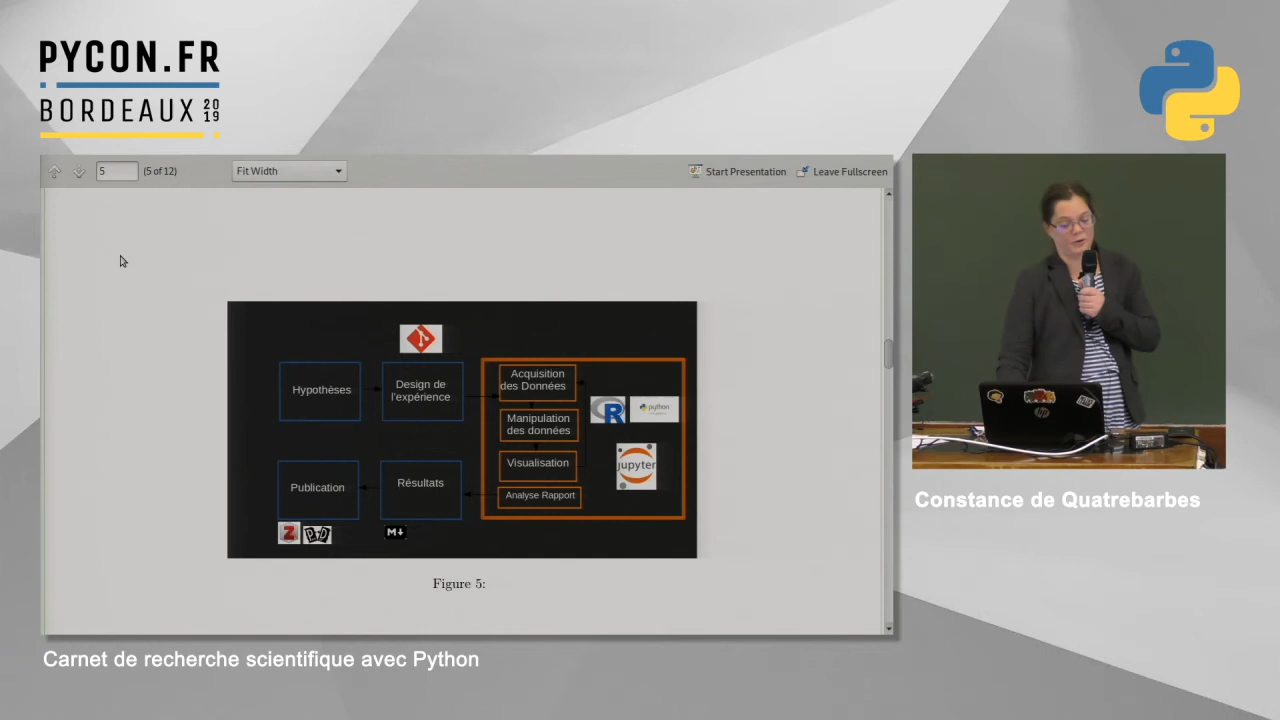 PYCON.FR
BORDEAUX 2019
5
(5 of 12)
Fit Width
Start Presentation
Leave Fullscreen
Hypothèses
Design de
l'expérience
Acquisition
des Données
Manipulation
des données
Visualisation
Analyse Rapport
R
python
jupyter
Publication
Résultats
Z
M
Figure 5:
hp
Constance de Quatrebarbes
Carnet de recherche scientifique avec Python